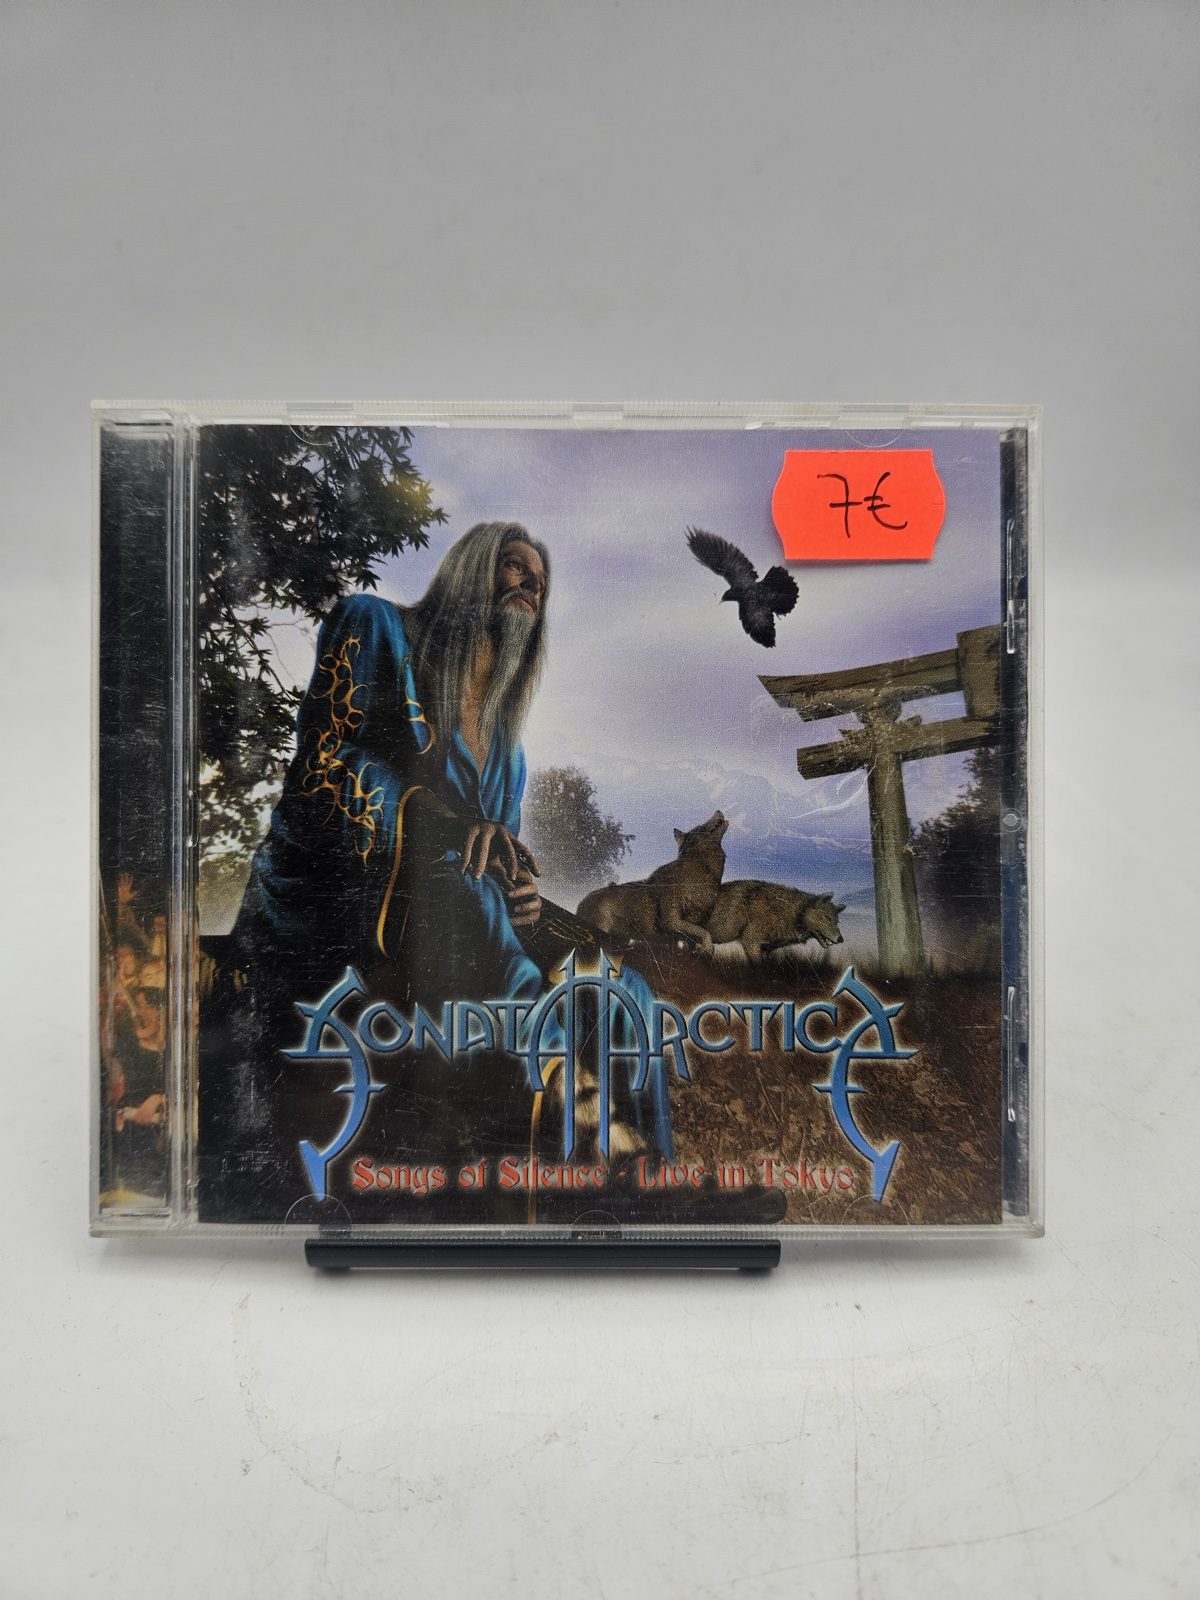 7€
SONATA ARCTICA
Songs of Silence - Live in Tokyo